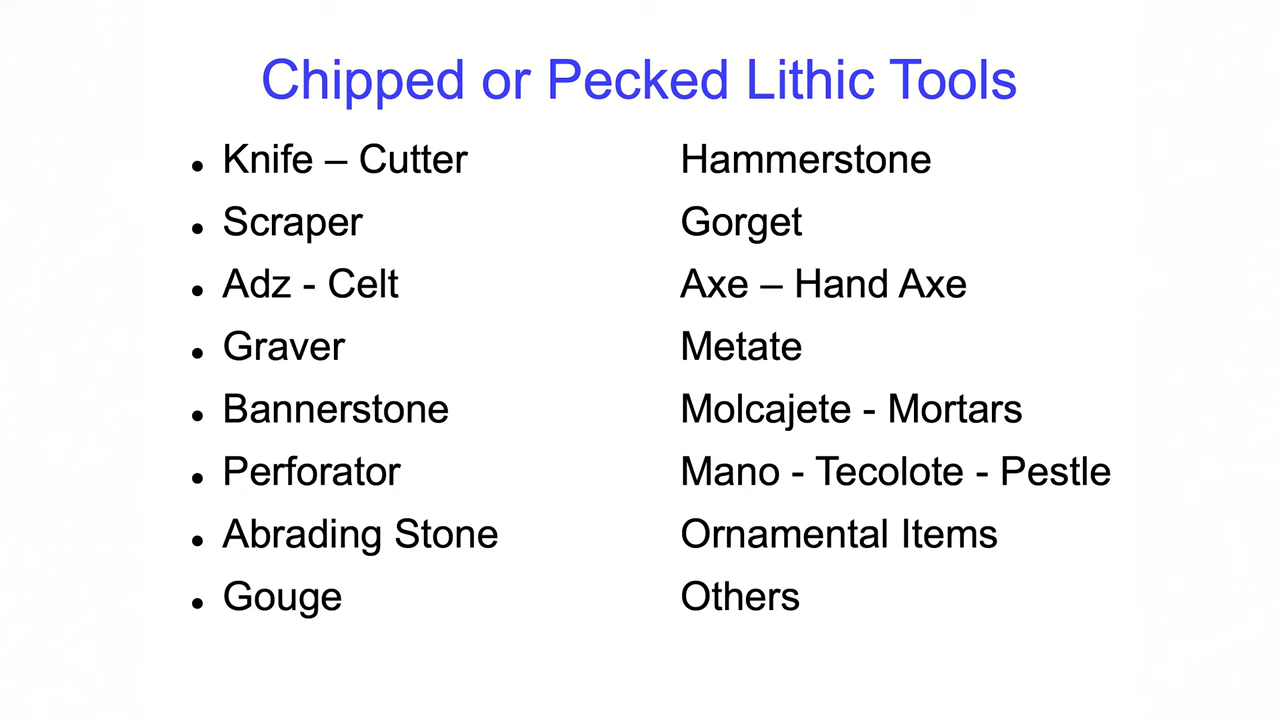 Chipped or Pecked Lithic Tools
• Knife – Cutter Hammerstone
• Scraper Gorget
• Adz - Celt Axe – Hand Axe
• Graver Metate
• Bannerstone Molcajete - Mortars
• Perforator Mano - Tecolote - Pestle
• Abrading Stone Ornamental Items
• Gouge Others